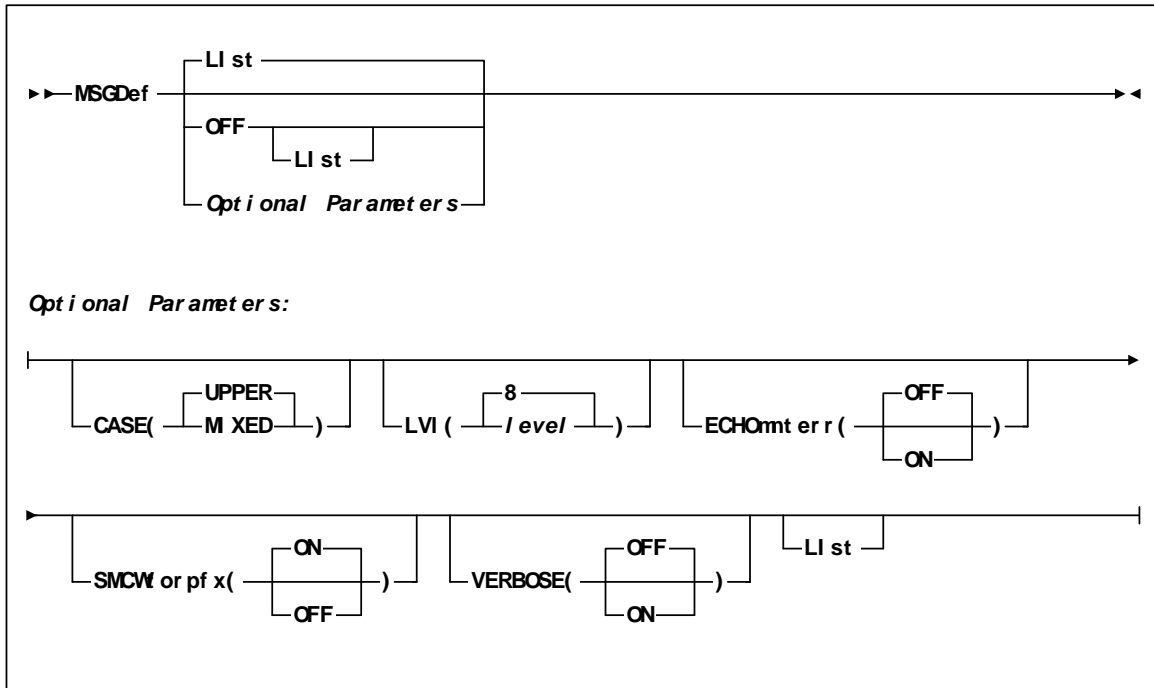 LIst
MSGDef
OFF
LIst
Optional Parameters
Optional Parameters:
UPPER
CASE( MIXED )
8
LVl( level )
OFF
ECHOmnterr( )
ON
ON
SMCWtorpfx( )
OFF
OFF
VERBOSE( )
ON
LIst